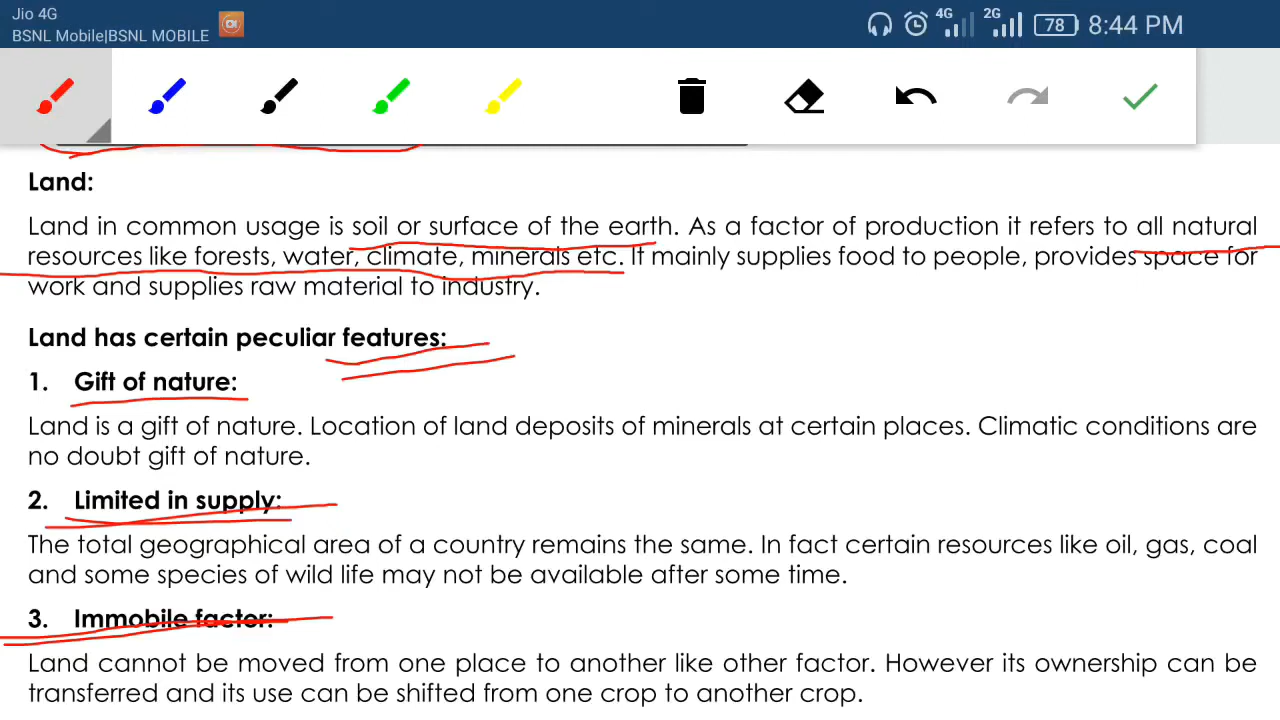 Jio 4G
BSNL Mobile|BSNL MOBILE
4G 2G 78 8:44 PM
Land:
Land in common usage is soil or surface of the earth. As a factor of production it refers to all natural
resources like forests, water, climate, minerals etc. It mainly supplies food to people, provides space for
work and supplies raw material to industry.
Land has certain peculiar features:
1. Gift of nature:
Land is a gift of nature. Location of land deposits of minerals at certain places. Climatic conditions are
no doubt gift of nature.
2. Limited in supply:
The total geographical area of a country remains the same. In fact certain resources like oil, gas, coal
and some species of wild life may not be available after some time.
3. Immobile factor:
Land cannot be moved from one place to another like other factor. However its ownership can be
transferred and its use can be shifted from one crop to another crop.